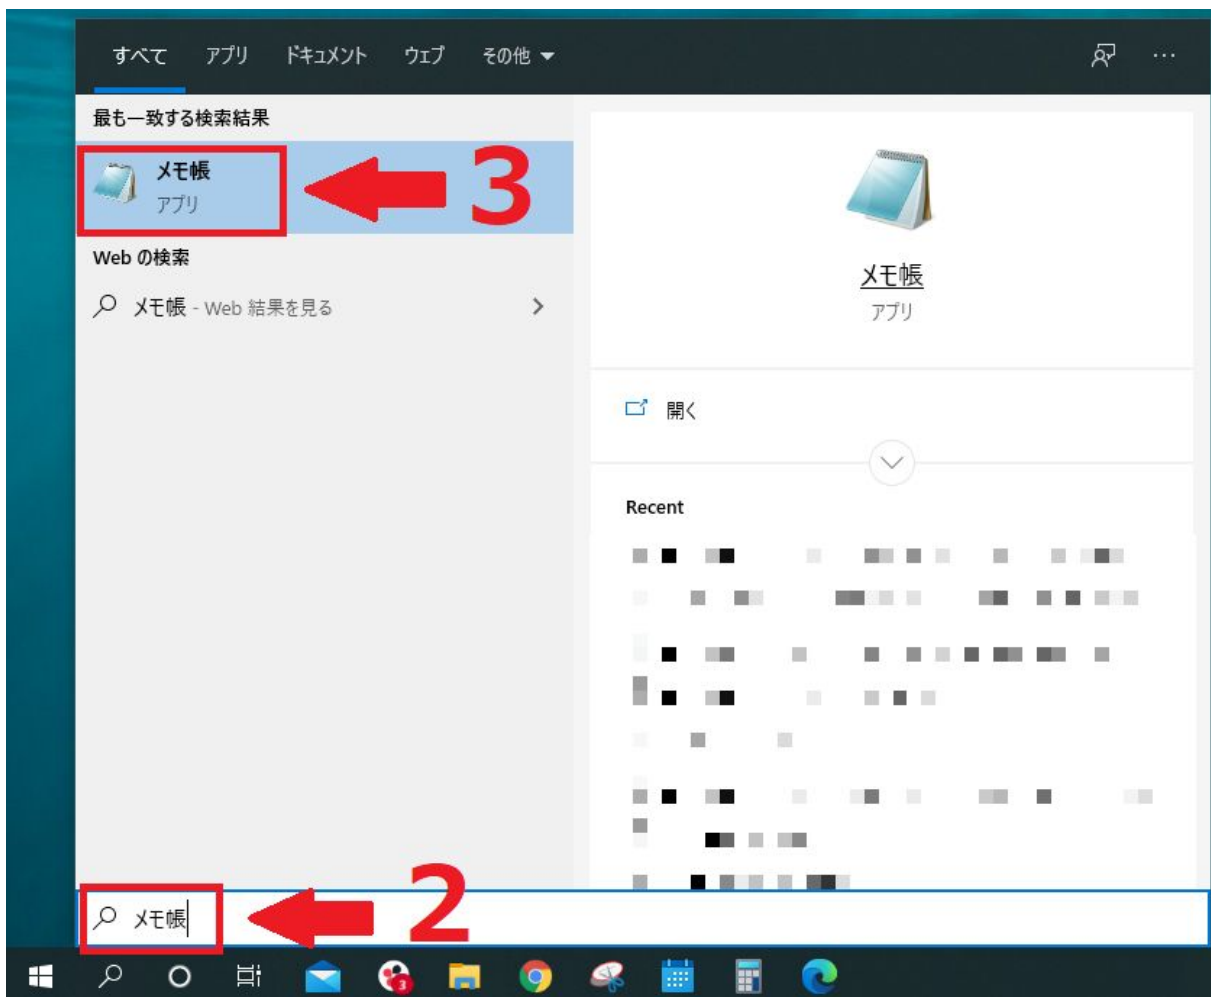 すべて アプリ ドキュメント ウェブ その他
最も一致する検索結果
メモ帳
アプリ
3
Web の検索
メモ帳 - Web 結果を見る
メモ帳
アプリ
開く
Recent
メモ帳
2
3